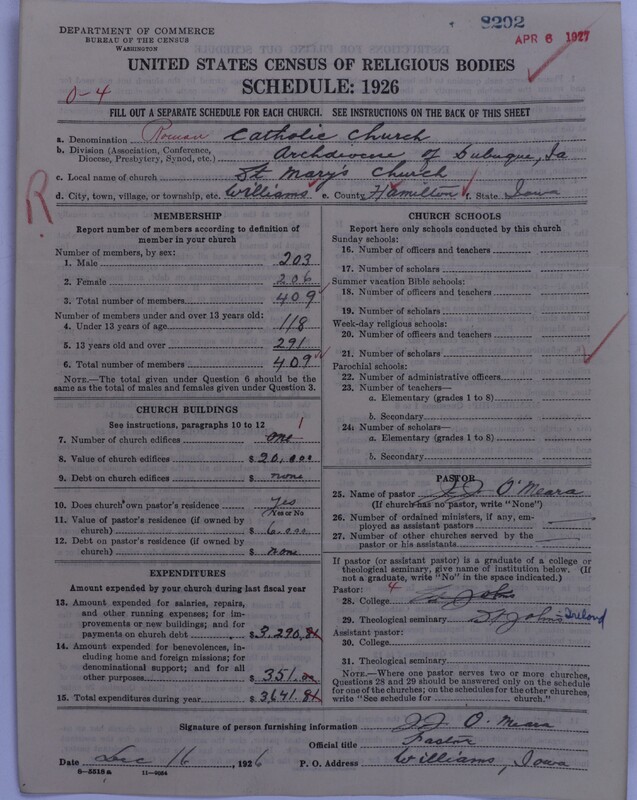 8202
APR 6 1927
DEPARTMENT OF COMMERCE
BUREAU OF THE CENSUS
WASHINGTON
UNITED STATES CENSUS OF RELIGIOUS BODIES
SCHEDULE: 1926
0-4
FILL OUT A SEPARATE SCHEDULE FOR EACH CHURCH. SEE INSTRUCTIONS ON THE BACK OF THIS SHEET
a. Denomination Roman Catholic Church
b. Division (Association, Conference, Diocese, Presbytery, Synod, etc.) Archdiocese of Dubuque, Ia
c. Local name of church St Mary's Church
d. City, town, village, or township, etc. Williams e. County Hamilton f. State Iowa
R
MEMBERSHIP
Report number of members according to definition of
member in your church
Number of members, by sex:
1. Male 203
2. Female 206
3. Total number of members 409
Number of members under and over 13 years old:
4. Under 13 years of age 118
5. 13 years old and over 291
6. Total number of members 409
NOTE.—The total given under Question 6 should be
same as the total of males and females given under Question 3.
CHURCH BUILDINGS
See instructions, paragraphs 10 to 12
1
7. Number of church edifices one
8. Value of church edifices $ 20,000
9. Debt on church edifices $ none
10. Does church own pastor's residence Yes
(Yes or No
11. Value of pastor's residence (if owned by
church) $ 6.000
12. Debt on pastor's residence (if owned by
church) $ none
EXPENDITURES
Amount expended by your church during last fiscal year
13. Amount expended for salaries, repairs,
and other running expenses; for im-
provements or new buildings; and for
payments on church debt $ 3,290.84
14. Amount expended for benevolences, in-
cluding home and foreign missions; for
denominational support; and for all
other purposes $ 351.00
15. Total expenditures during year $ 3,641.84
CHURCH SCHOOLS
Report here only schools conducted by this church
Sunday schools:
16. Number of officers and teachers
17. Number of scholars
Summer vacation Bible schools:
18. Number of officers and teachers
19. Number of scholars
Week-day religious schools:
20. Number of officers and teachers
21. Number of scholars
Parochial schools:
22. Number of administrative officers
23. Number of teachers—
a. Elementary (grades 1 to 8)
b. Secondary
24. Number of scholars—
a. Elementary (grades 1 to 8)
b. Secondary
PASTOR
25. Name of pastor J J O'Meara
(If church has no pastor, write "None")
26. Number of ordained ministers, if any, em-
ployed as assistant pastors
27. Number of other churches served by the
pastor or his assistants
If pastor (or assistant pastor) is a graduate of a college or
theological seminary, give name of institution below. (If
not a graduate, write "No" in the space indicated.)
Pastor: 4
28. College St Johns
29. Theological seminary St Johns Ireland
Assistant pastor:
30. College
31. Theological seminary
NOTE.—Where one pastor serves two or more churches,
Questions 28 and 29 should be answered only on the schedule
for one of the churches; on the schedules for the other churches,
write "See schedule for church."
Signature of person furnishing information J J O'Meara
Official title Pastor
Date Dec 16, 1926 P. O. Address Williams, Iowa
8—5518a 11—9084